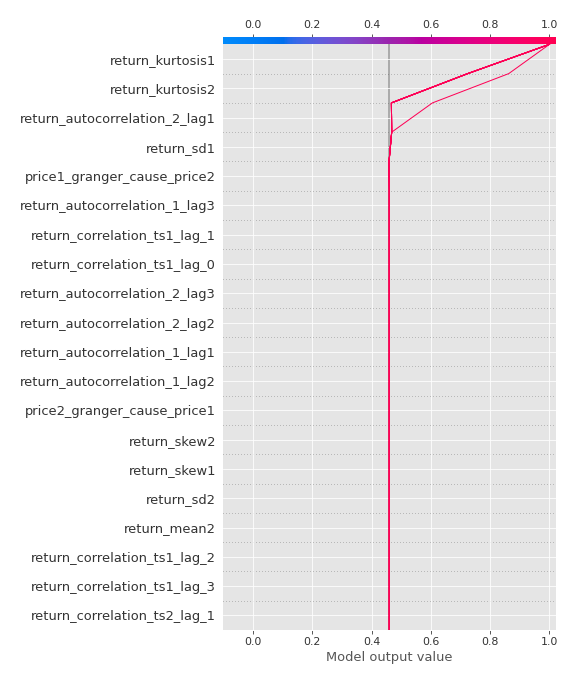 0.0 0.2 0.4 0.6 0.8 1.0
return_kurtosis1
return_kurtosis2
return_autocorrelation_2_lag1
return_sd1
price1_granger_cause_price2
return_autocorrelation_1_lag3
return_correlation_ts1_lag_1
return_correlation_ts1_lag_0
return_autocorrelation_2_lag3
return_autocorrelation_2_lag2
return_autocorrelation_1_lag1
return_autocorrelation_1_lag2
price2_granger_cause_price1
return_skew2
return_skew1
return_sd2
return_mean2
return_correlation_ts1_lag_2
return_correlation_ts1_lag_3
return_correlation_ts2_lag_1
0.0 0.2 0.4 0.6 0.8 1.0
Model output value